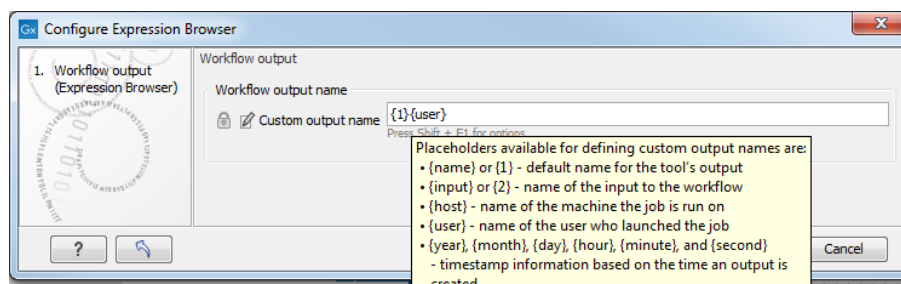 Gx Configure Expression Browser
X
1. Workflow output
(Expression Browser)
Workflow output
Workflow output name
Custom output name {1}{user}
Press Shift + F1 for options
Placeholders available for defining custom output names are:
• {name} or {1} - default name for the tool's output
• {input} or {2} - name of the input to the workflow
• {host} - name of the machine the job is run on
• {user} - name of the user who launched the job
• {year}, {month}, {day}, {hour}, {minute}, and {second}
- timestamp information based on the time an output is
created
?
Cancel